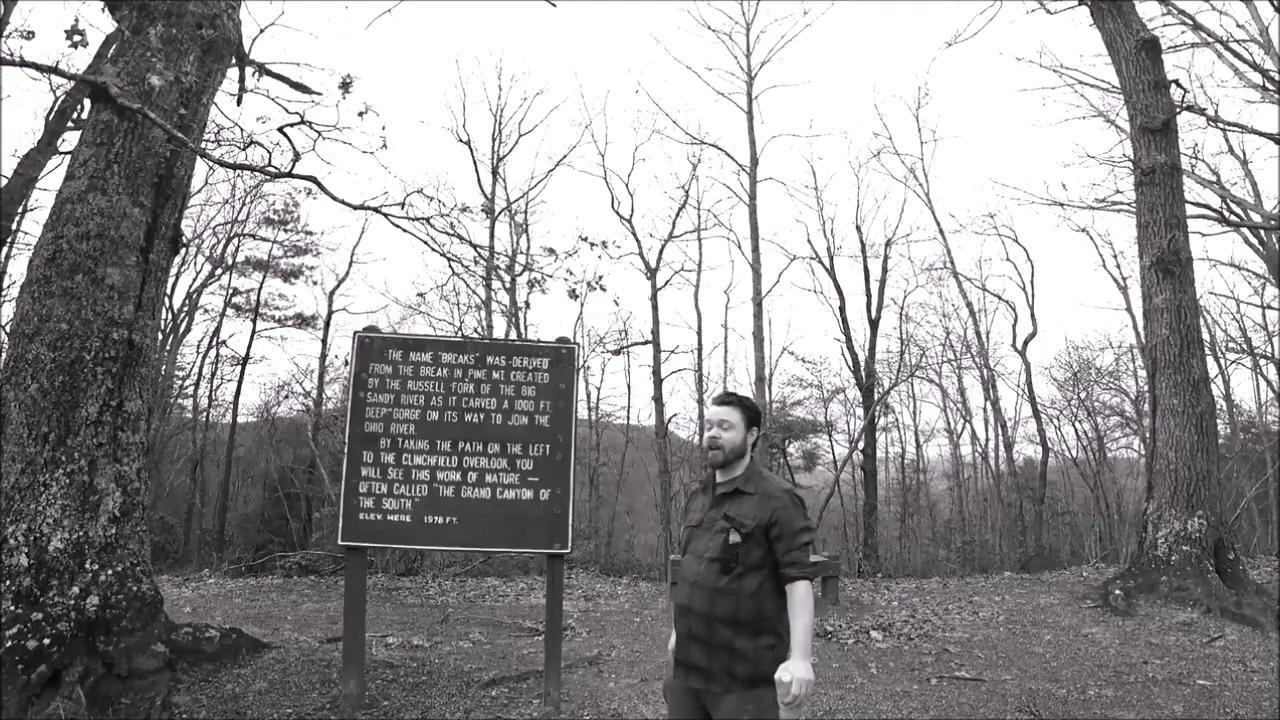 THE NAME "BREAKS" WAS DERIVED
FROM THE BREAK IN PINE MT. CREATED
BY THE RUSSELL FORK OF THE BIG
SANDY RIVER AS IT CARVED A 1000 FT.
DEEP GORGE ON ITS WAY TO JOIN THE
OHIO RIVER.
BY TAKING THE PATH ON THE LEFT
TO THE CLINCHFIELD OVERLOOK, YOU
WILL SEE THIS WORK OF NATURE —
OFTEN CALLED "THE GRAND CANYON OF
THE SOUTH."
ELEV. HERE 1978 FT.